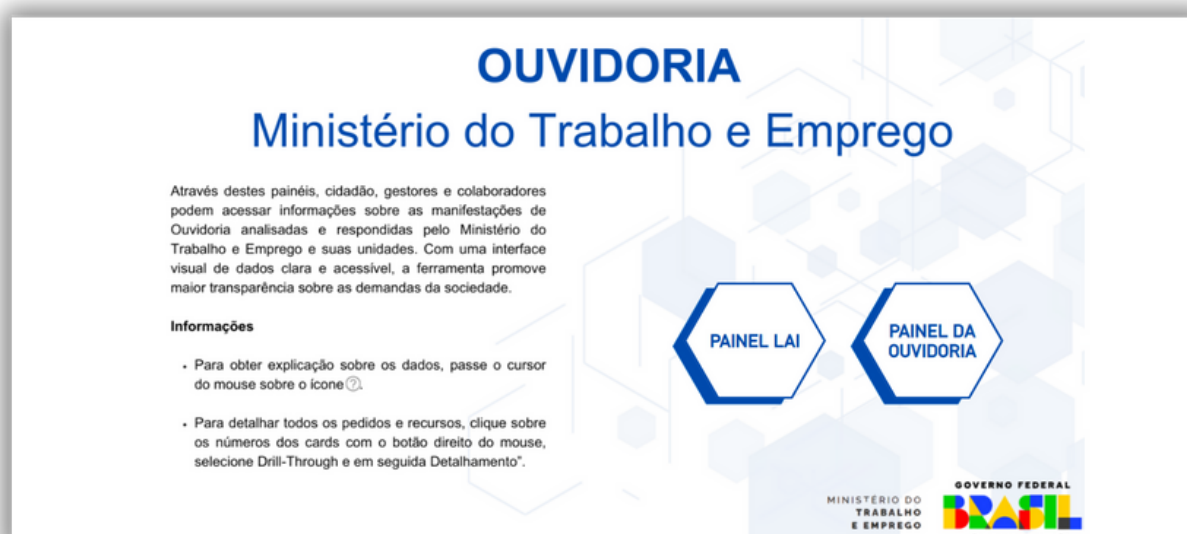 OUVIDORIA
Ministério do Trabalho e Emprego
Através destes painéis, cidadão, gestores e colaboradores
podem acessar informações sobre as manifestações de
Ouvidoria analisadas e respondidas pelo Ministério do
Trabalho e Emprego e suas unidades. Com uma interface
visual de dados clara e acessível, a ferramenta promove
maior transparência sobre as demandas da sociedade.
Informações
• Para obter explicação sobre os dados, passe o cursor
do mouse sobre o ícone ?.
• Para detalhar todos os pedidos e recursos, clique sobre
os números dos cards com o botão direito do mouse,
selecione Drill-Through e em seguida Detalhamento”.
PAINEL LAI
PAINEL DA
OUVIDORIA
MINISTÉRIO DO
TRABALHO
E EMPREGO
GOVERNO FEDERAL
BRASIL